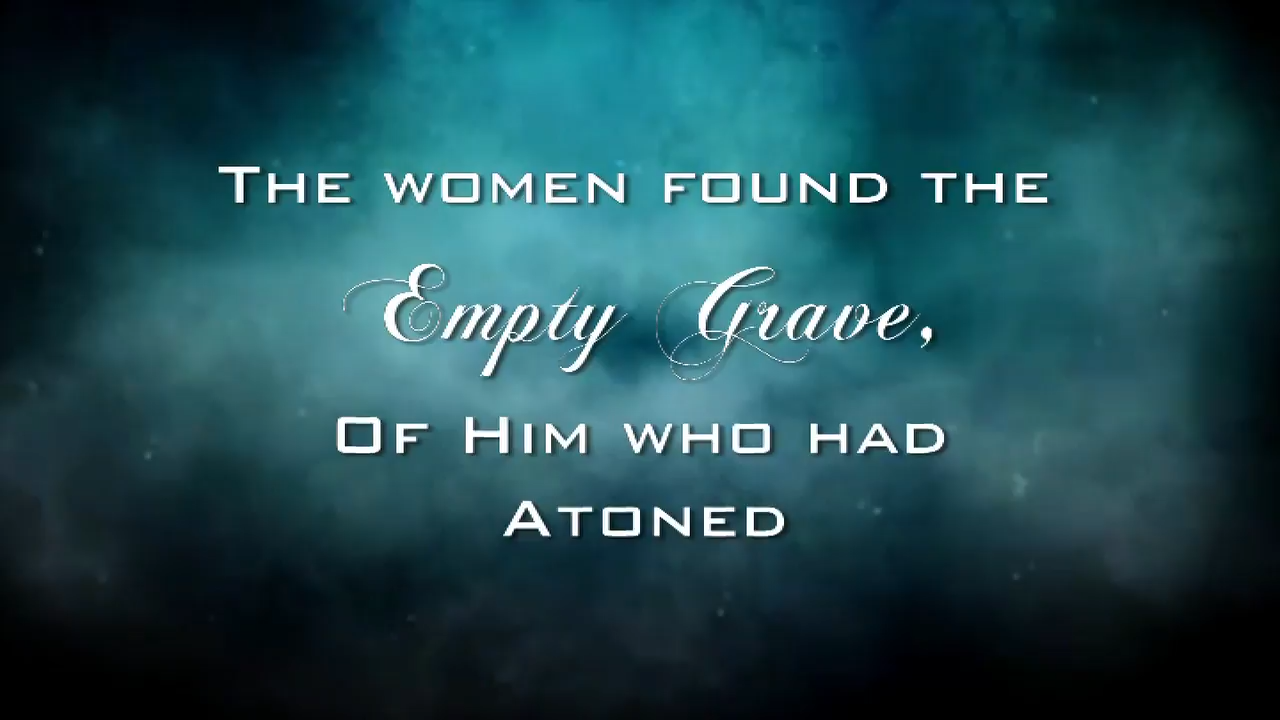 The women found the
Empty Grave,
Of Him who had
Atoned